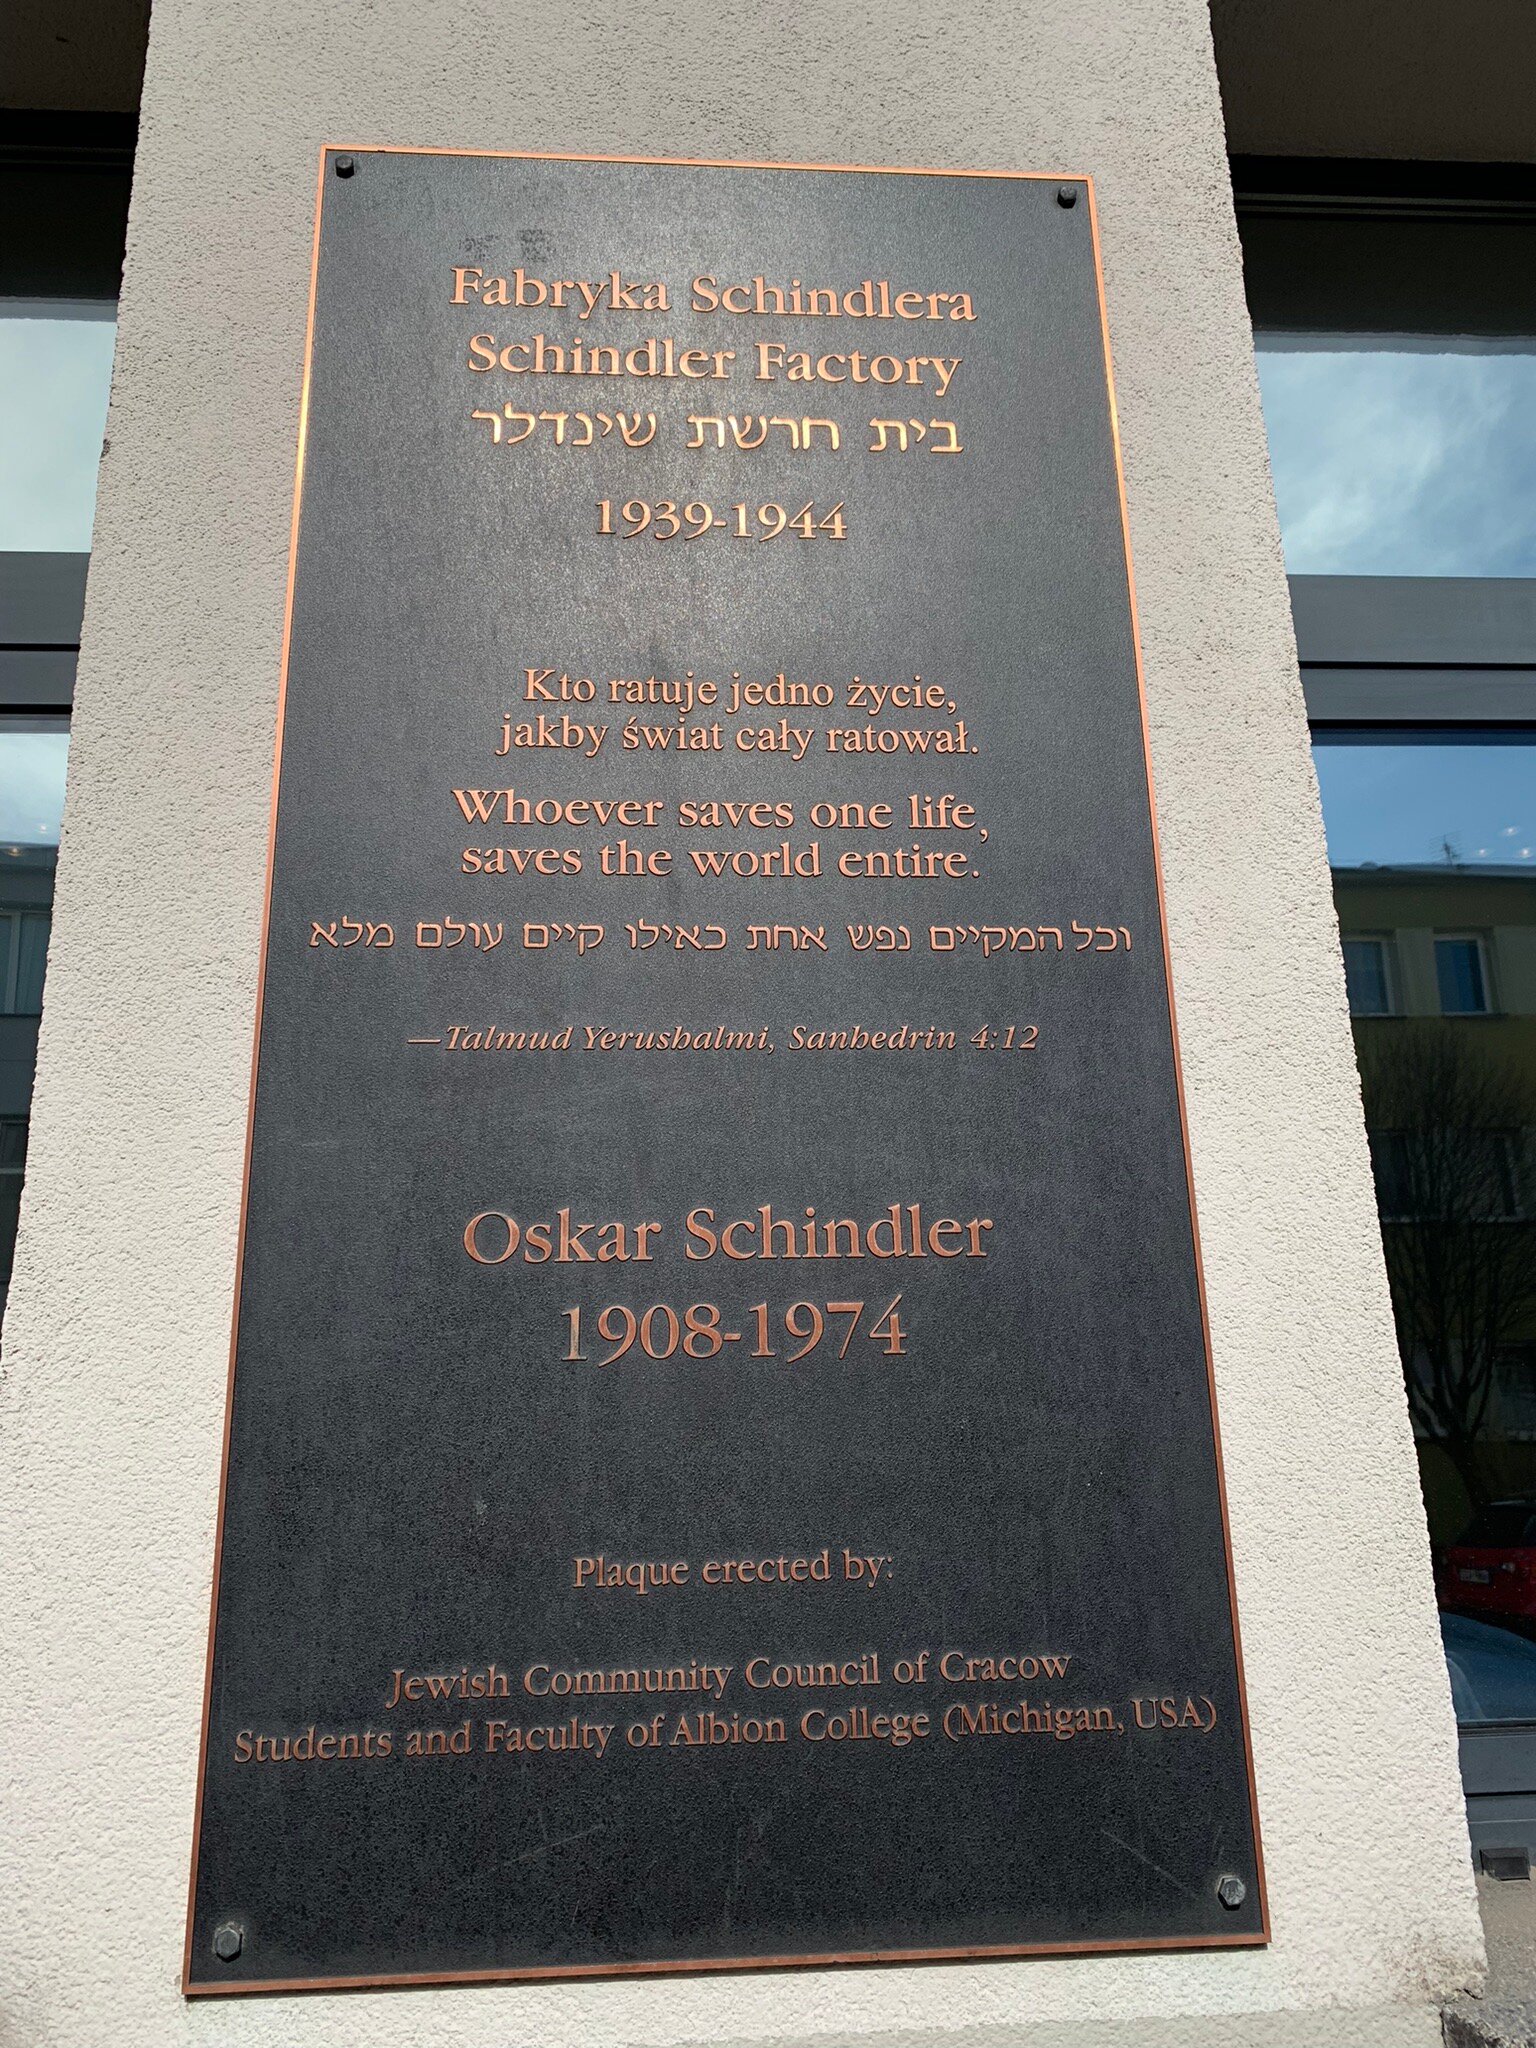 Fabryka Schindlera
Schindler Factory
בית חרשת שינדלר
1939-1944
Kto ratuje jedno życie,
jakby świat cały ratował.
Whoever saves one life,
saves the world entire.
וכל המקיים נפש אחת כאילו קיים עולם מלא
—Talmud Yerushalmi, Sanhedrin 4:12
Oskar Schindler
1908-1974
Plaque erected by:
Jewish Community Council of Cracow
Students and Faculty of Albion College (Michigan, USA)